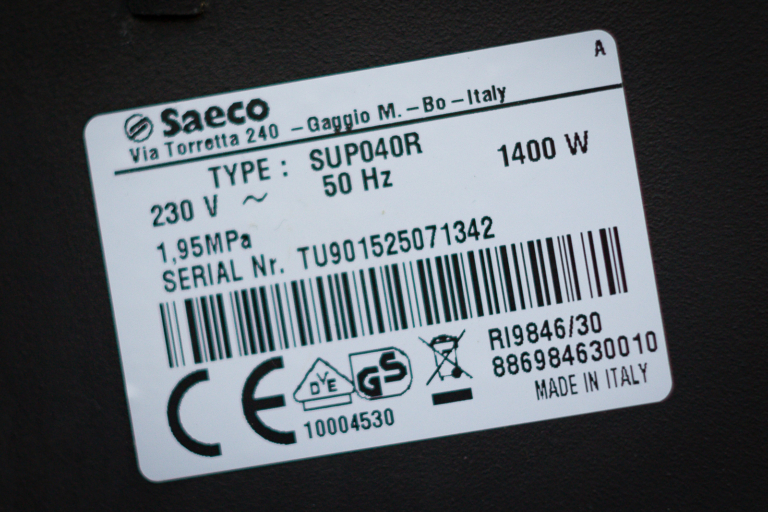 A
Saeco
Via Torretta 240 – Gaggio M. – Bo – Italy
TYPE : SUP040R 1400 W
230 V ~ 50 Hz
1,95MPa
SERIAL Nr. TU901525071342
CE DVE GS RI9846/30
886984630010
10004530 MADE IN ITALY